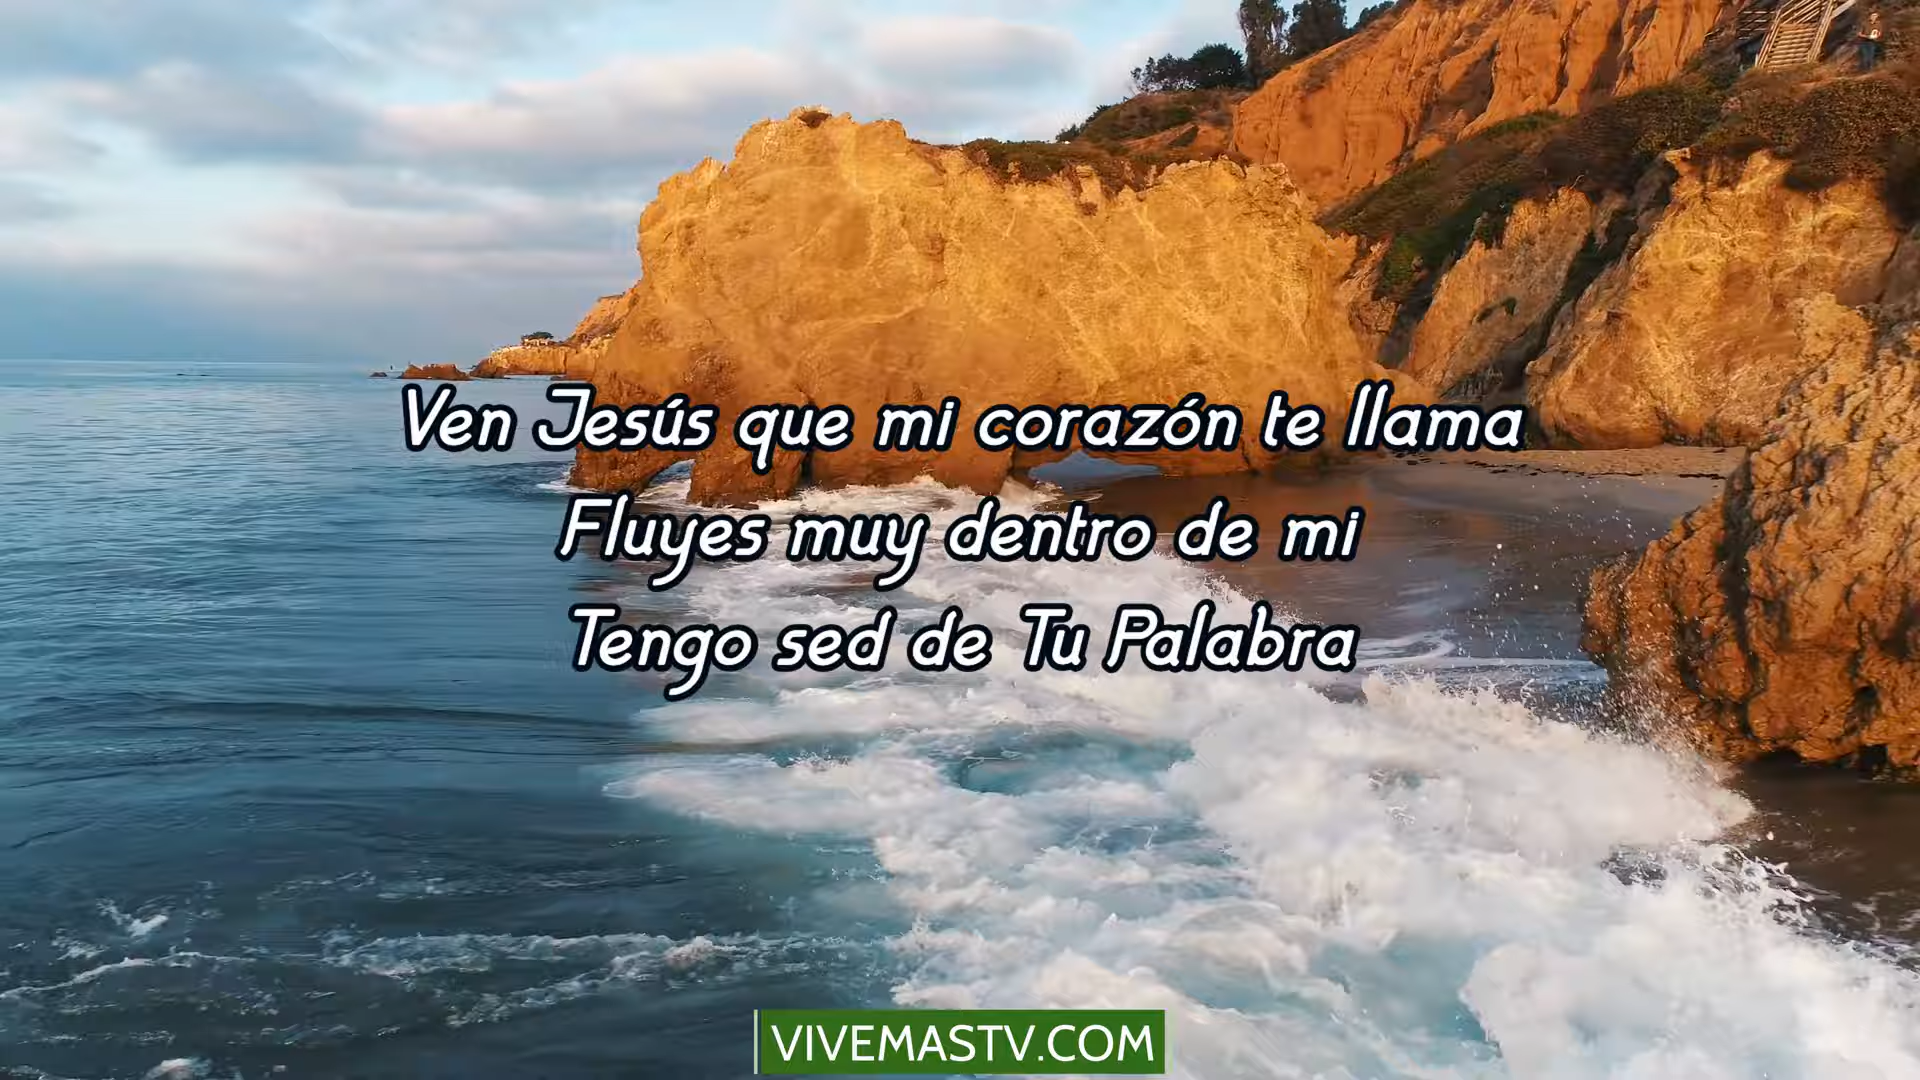 Ven Jesús que mi corazón te llama
Fluyes muy dentro de mi
Tengo sed de Tu Palabra
VIVEMASTV.COM